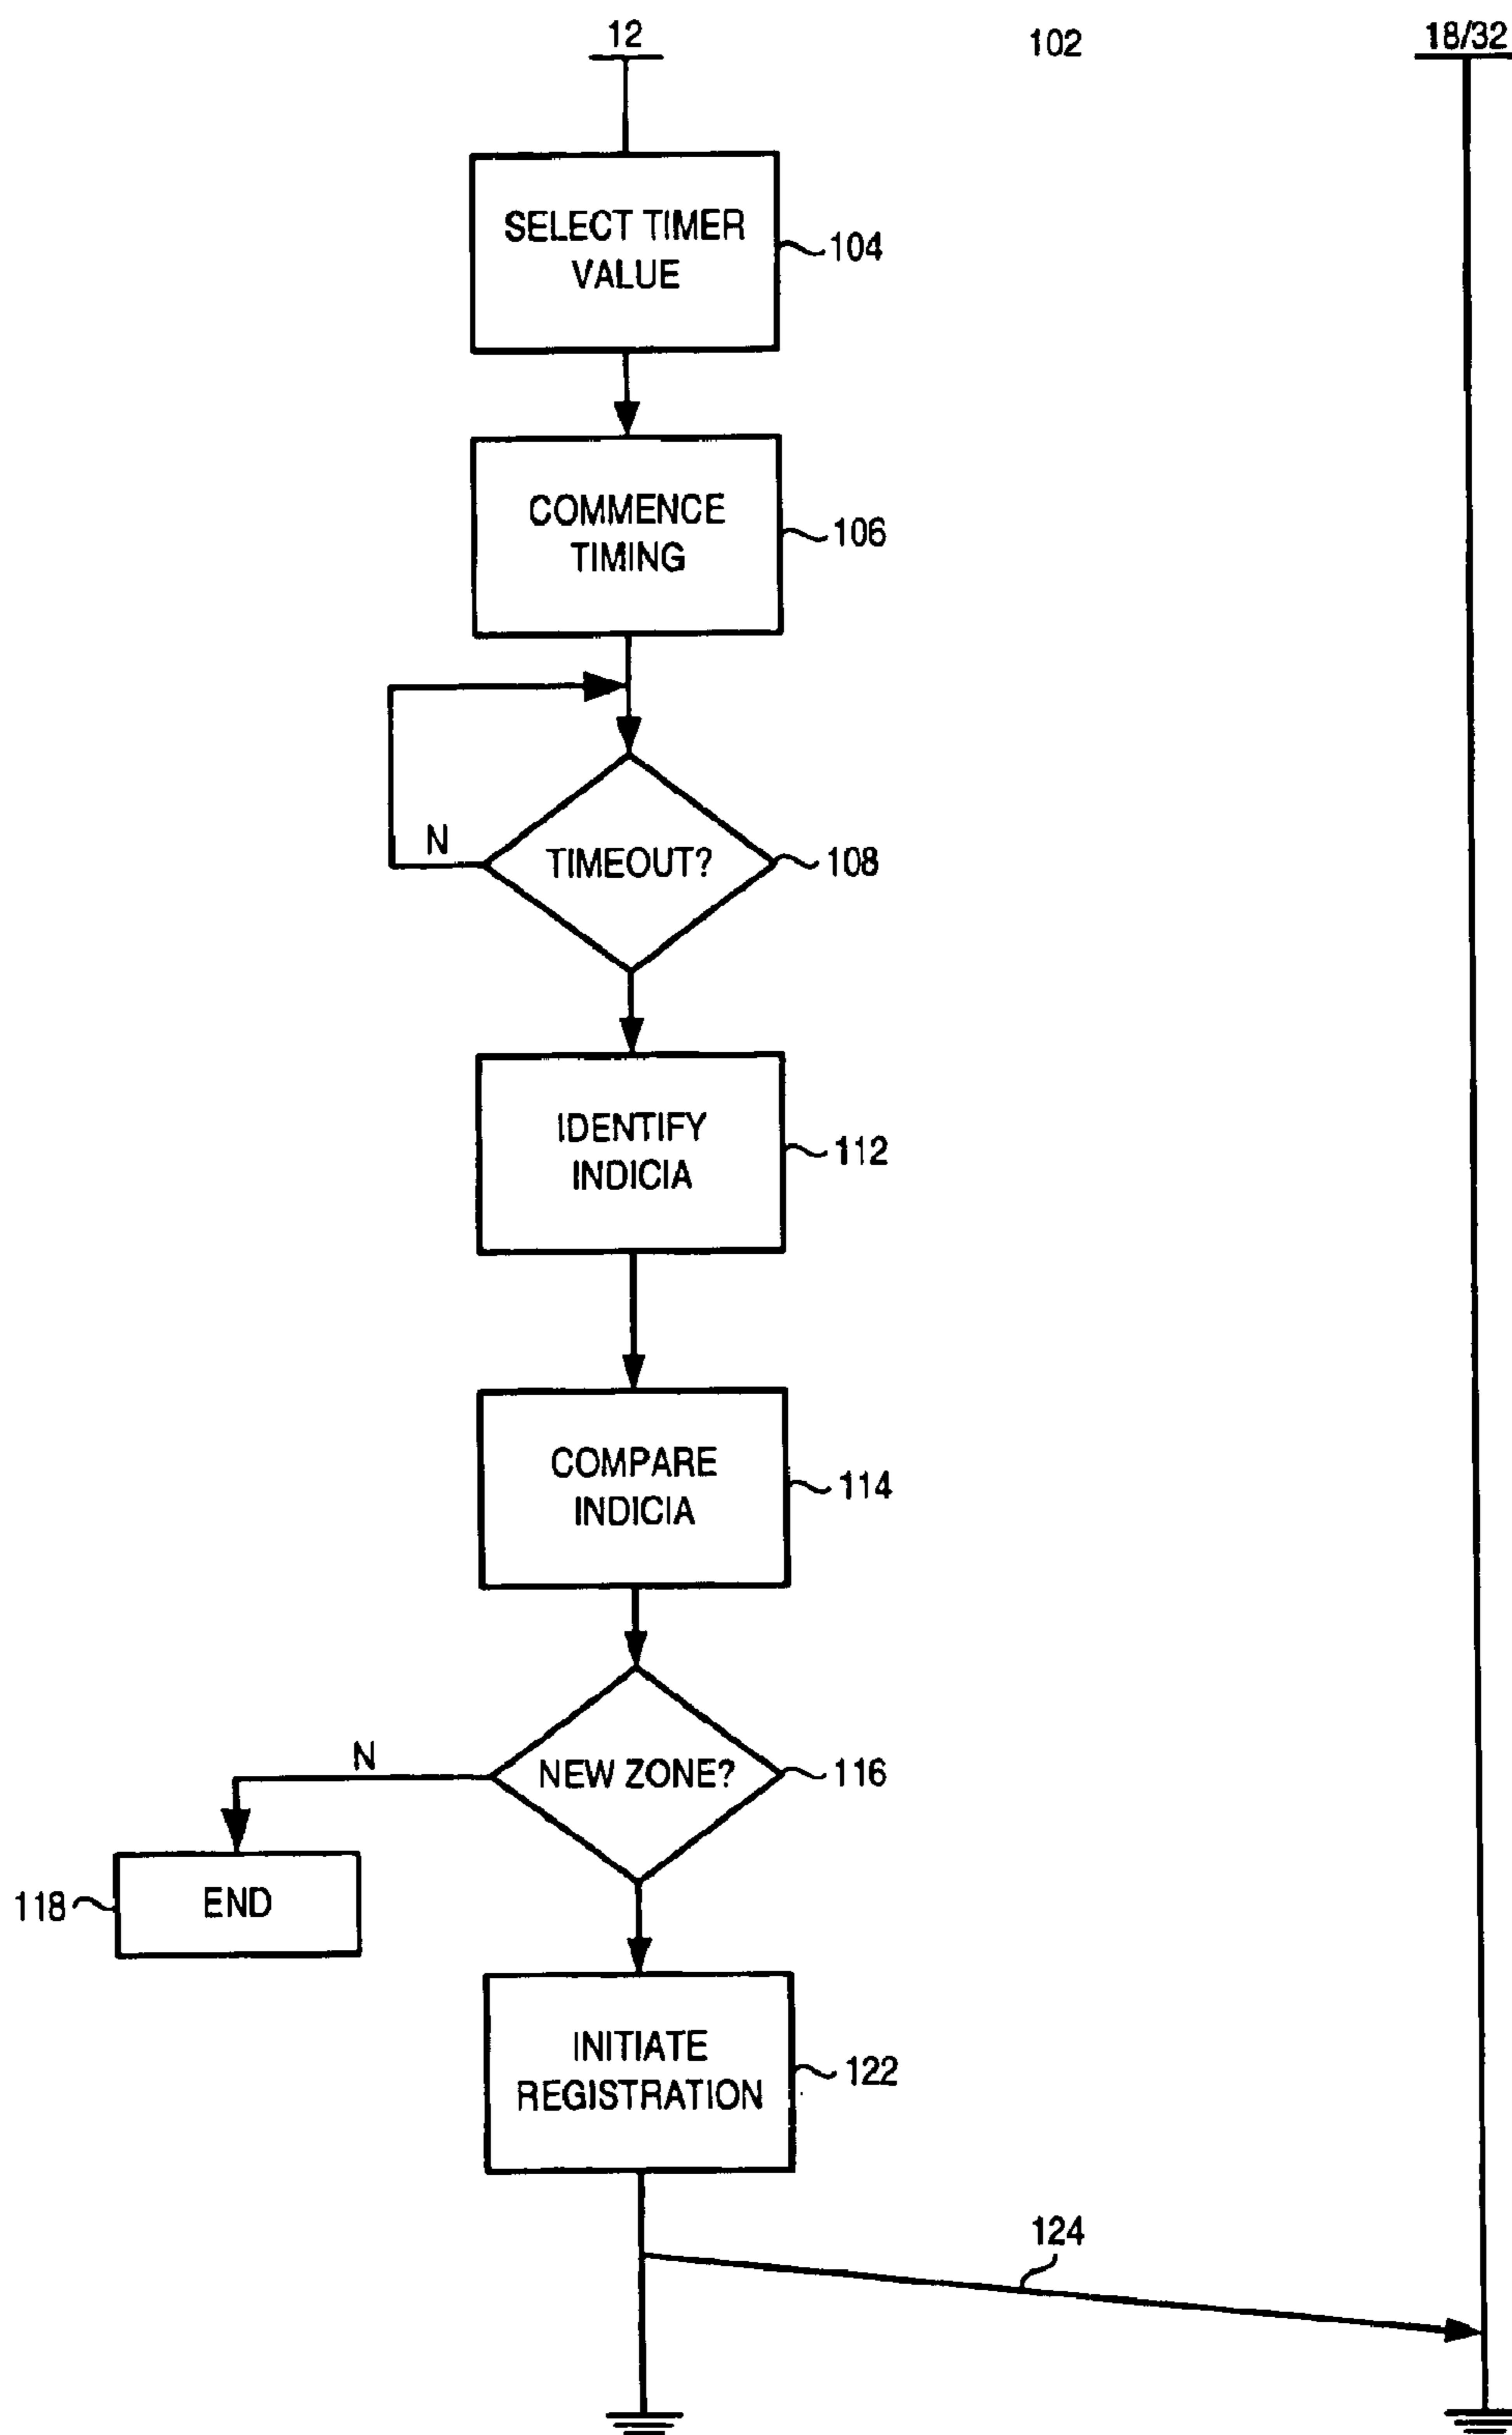 12
102
18/32
SELECT TIMER
VALUE
104
COMMENCE
TIMING
106
N
TIMEOUT?
108
IDENTIFY
INDICIA
112
COMPARE
INDICIA
114
N
NEW ZONE?
116
118
END
INITIATE
REGISTRATION
122
124